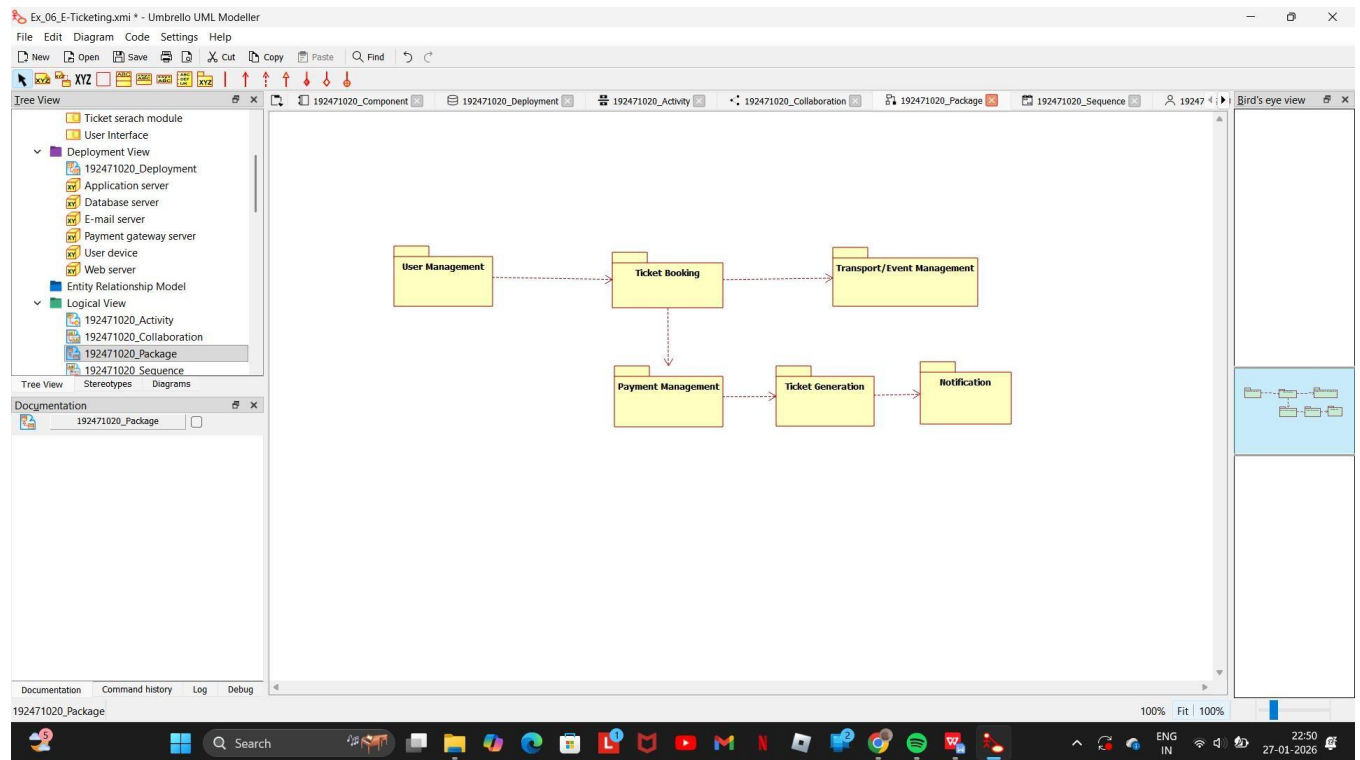 Ex_06_E-Ticketing.xmi * - Umbrello UML Modeller
File Edit Diagram Code Settings Help
New Open Save Cut Copy Paste Find
XYZ XYZ
Tree View
192471020_Component 192471020_Deployment 192471020_Activity 192471020_Collaboration 192471020_Package 192471020_Sequence 19247
Bird's eye view
Ticket serach module
User Interface
Deployment View
192471020_Deployment
Application server
Database server
E-mail server
Payment gateway server
User device
Web server
Entity Relationship Model
Logical View
192471020_Activity
192471020_Collaboration
192471020_Package
192471020_Sequence
Tree View Stereotypes Diagrams
Documentation
192471020_Package
User Management
Ticket Booking
Transport/Event Management
Payment Management
Ticket Generation
Notification
Documentation Command history Log Debug
192471020_Package
100% Fit 100%
5
Search
2
ENG
IN
22:50
27-01-2026